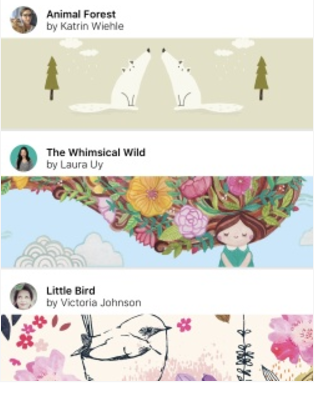 Animal Forest
by Katrin Wiehle
The Whimsical Wild
by Laura Uy
Little Bird
by Victoria Johnson